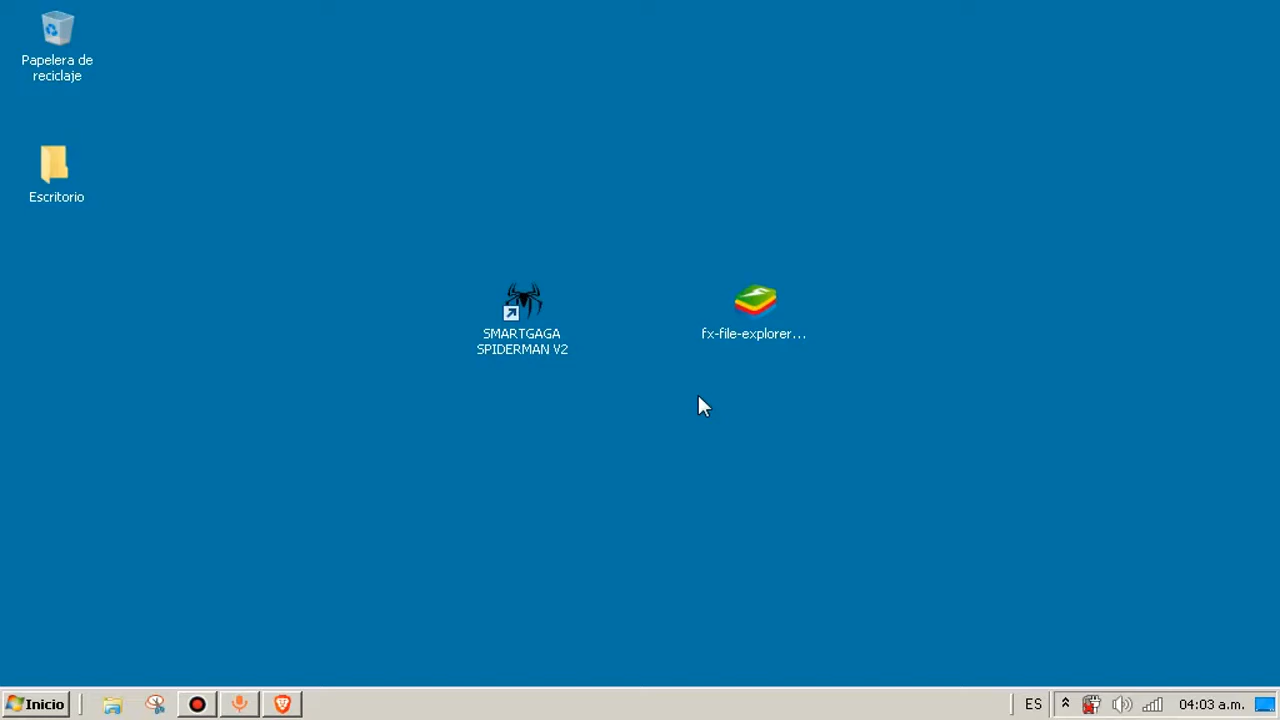 Papelera de
reciclaje
Escritorio
SMARTGAGA
SPIDERMAN V2
fx-file-explorer...
Inicio
ES
04:03 a.m.